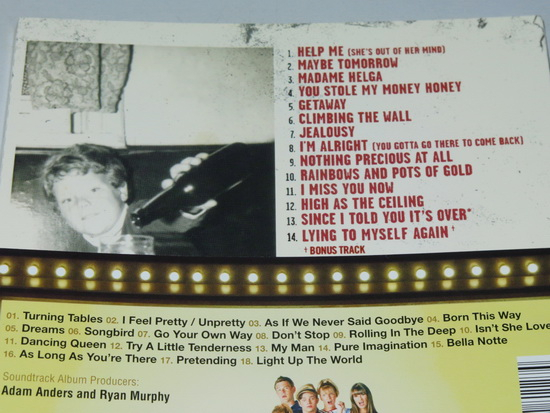 1. HELP ME (SHE'S OUT OF HER MIND)
2. MAYBE TOMORROW
3. MADAME HELGA
4. YOU STOLE MY MONEY HONEY
5. GETAWAY
6. CLIMBING THE WALL
7. JEALOUSY
8. I'M ALRIGHT (YOU GOTTA GO THERE TO COME BACK)
9. NOTHING PRECIOUS AT ALL
10. RAINBOWS AND POTS OF GOLD
11. I MISS YOU NOW
12. HIGH AS THE CEILING
13. SINCE I TOLD YOU IT'S OVER*
14. LYING TO MYSELF AGAIN †
† BONUS TRACK
01. Turning Tables 02. I Feel Pretty / Unpretty 03. As If We Never Said Goodbye 04. Born This Way
05. Dreams 06. Songbird 07. Go Your Own Way 08. Don't Stop 09. Rolling In The Deep 10. Isn't She Love
11. Dancing Queen 12. Try A Little Tenderness 13. My Man 14. Pure Imagination 15. Bella Notte
16. As Long As You're There 17. Pretending 18. Light Up The World
Soundtrack Album Producers:
Adam Anders and Ryan Murphy